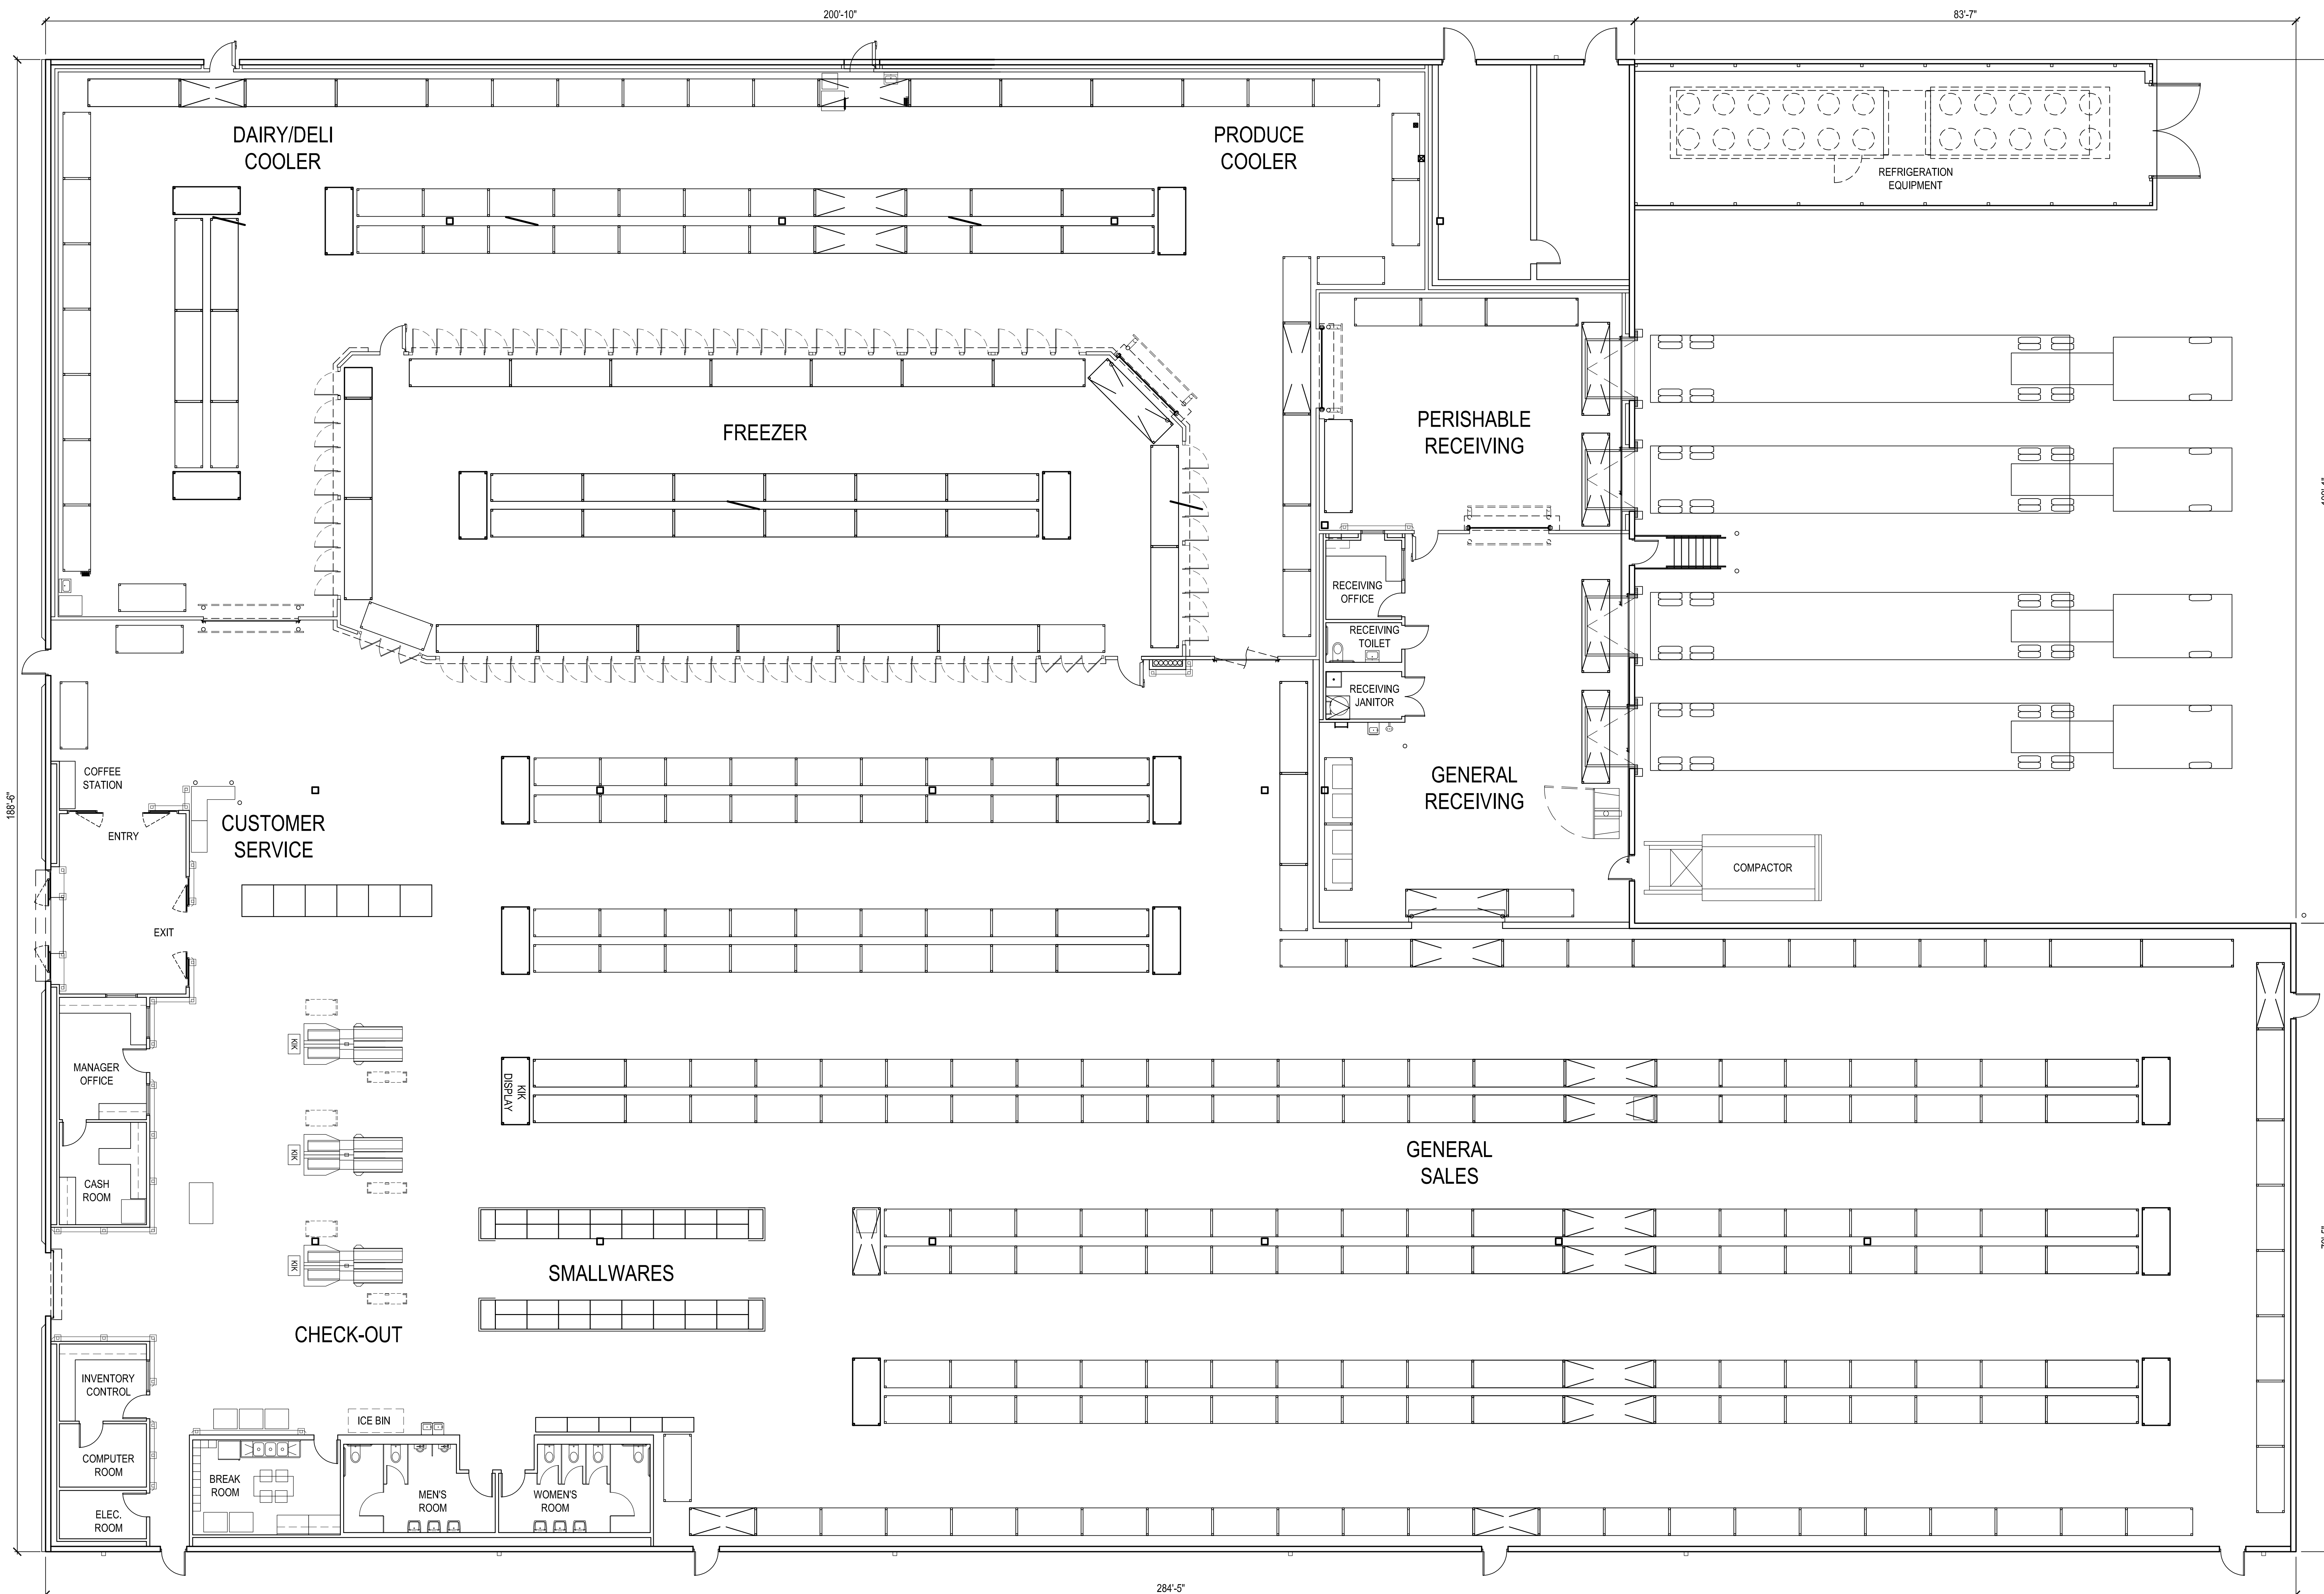 200'-10"
83'-7"
DAIRY/DELI
COOLER
PRODUCE
COOLER
REFRIGERATION
EQUIPMENT
FREEZER
PERISHABLE
RECEIVING
RECEIVING
OFFICE
RECEIVING
TOILET
RECEIVING
JANITOR
COFFEE
STATION
188'-6"
ENTRY
CUSTOMER
SERVICE
GENERAL
RECEIVING
COMPACTOR
EXIT
KIK
MANAGER
OFFICE
KIK
DISPLAY
KIK
GENERAL
SALES
CASH
ROOM
KIK
SMALLWARES
CHECK-OUT
INVENTORY
CONTROL
ICE BIN
COMPUTER
ROOM
BREAK
ROOM
MEN'S
ROOM
WOMEN'S
ROOM
ELEC.
ROOM
284'-5"